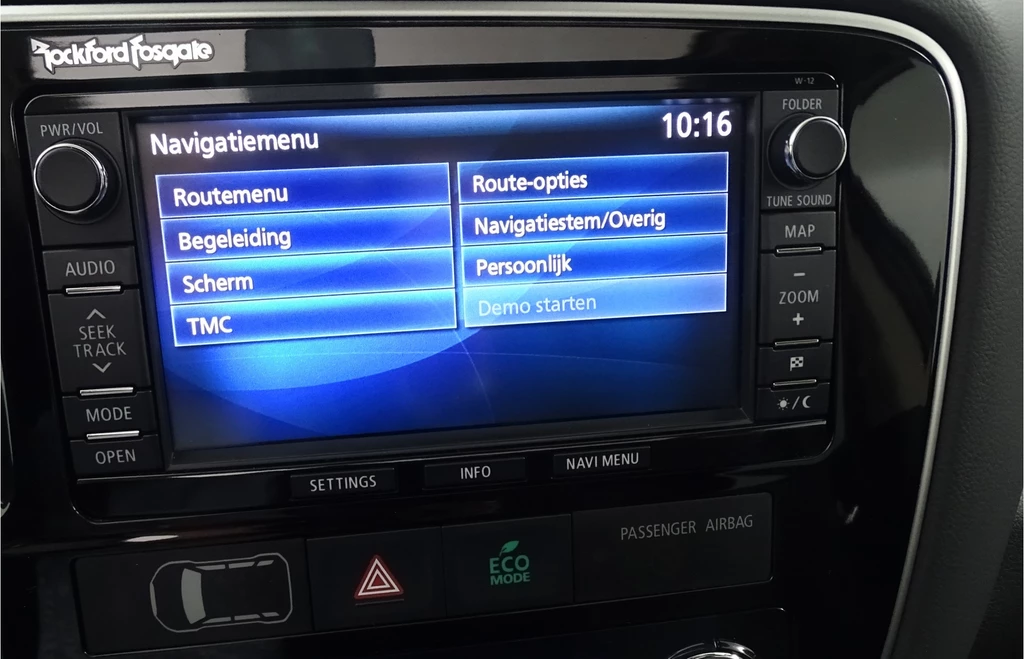 Rockford Fosgate
W-12
PWR/VOL
FOLDER
Navigatiemenu
10:16
Routemenu
Route-opties
TUNE SOUND
Begeleiding
Navigatiestem/Overig
MAP
AUDIO
Scherm
Persoonlijk
SEEK
TRACK
TMC
Demo starten
ZOOM
MODE
OPEN
SETTINGS
INFO
NAVI MENU
ECO
MODE
PASSENGER AIRBAG